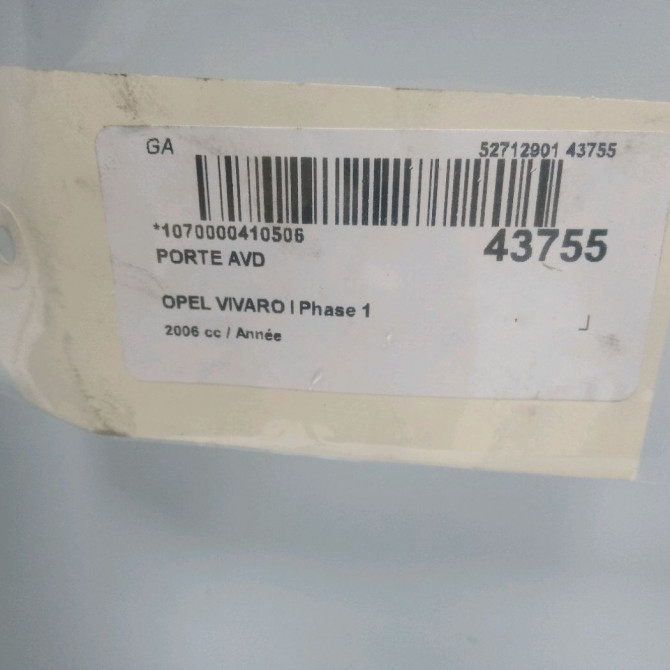 GA 52712901 43755
*1070000410506 43755
PORTE AVD
OPEL VIVARO I Phase 1
2006 cc / Année